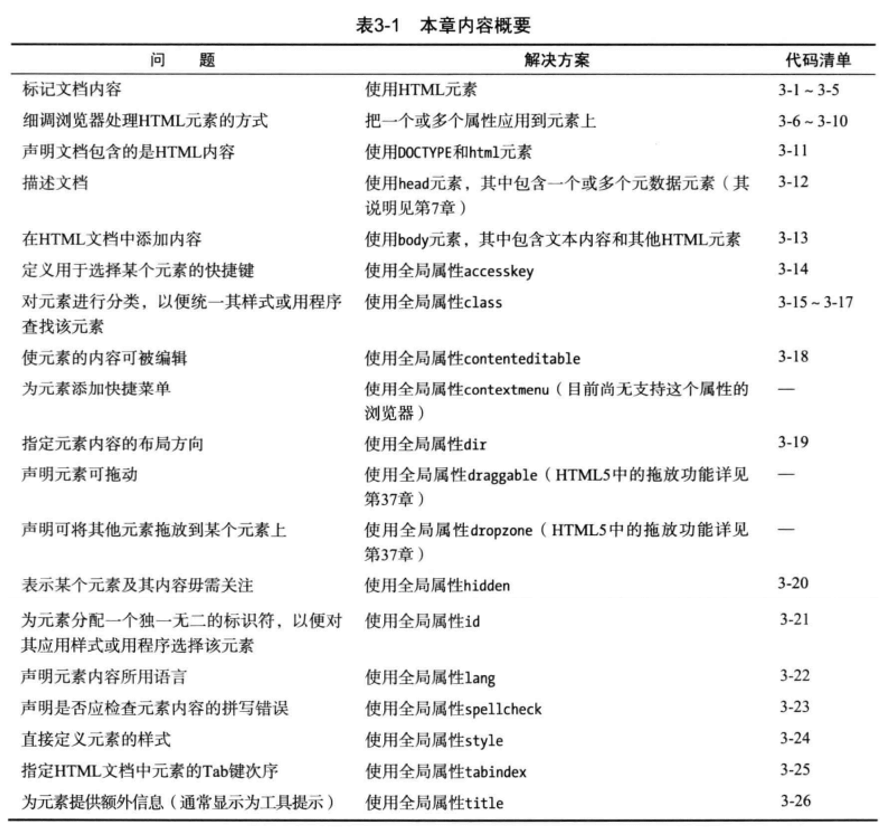 表3-1 本章内容概要
问 题 解决方案 代码清单
标记文档内容 使用HTML元素 3-1～3-5
细调浏览器处理HTML元素的方式 把一个或多个属性应用到元素上 3-6～3-10
声明文档包含的是HTML内容 使用DOCTYPE和html元素 3-11
描述文档 使用head元素，其中包含一个或多个元数据元素（其 3-12
说明见第7章）
在HTML文档中添加内容 使用body元素，其中包含文本内容和其他HTML元素 3-13
定义用于选择某个元素的快捷键 使用全局属性accesskey 3-14
对元素进行分类，以便统一其样式或用程序 使用全局属性class 3-15～3-17
查找该元素
使元素的内容可被编辑 使用全局属性contenteditable 3-18
为元素添加快捷菜单 使用全局属性contextmenu（目前尚无支持这个属性的 —
浏览器）
指定元素内容的布局方向 使用全局属性dir 3-19
声明元素可拖动 使用全局属性draggable（HTML5中的拖放功能详见 —
第37章）
声明可将其他元素拖放到某个元素上 使用全局属性dropzone（HTML5中的拖放功能详见 —
第37章）
表示某个元素及其内容毋需关注 使用全局属性hidden 3-20
为元素分配一个独一无二的标识符，以便对 使用全局属性id 3-21
其应用样式或用程序选择该元素
声明元素内容所用语言 使用全局属性lang 3-22
声明是否应检查元素内容的拼写错误 使用全局属性spellcheck 3-23
直接定义元素的样式 使用全局属性style 3-24
指定HTML文档中元素的Tab键次序 使用全局属性tabindex 3-25
为元素提供额外信息（通常显示为工具提示） 使用全局属性title 3-26